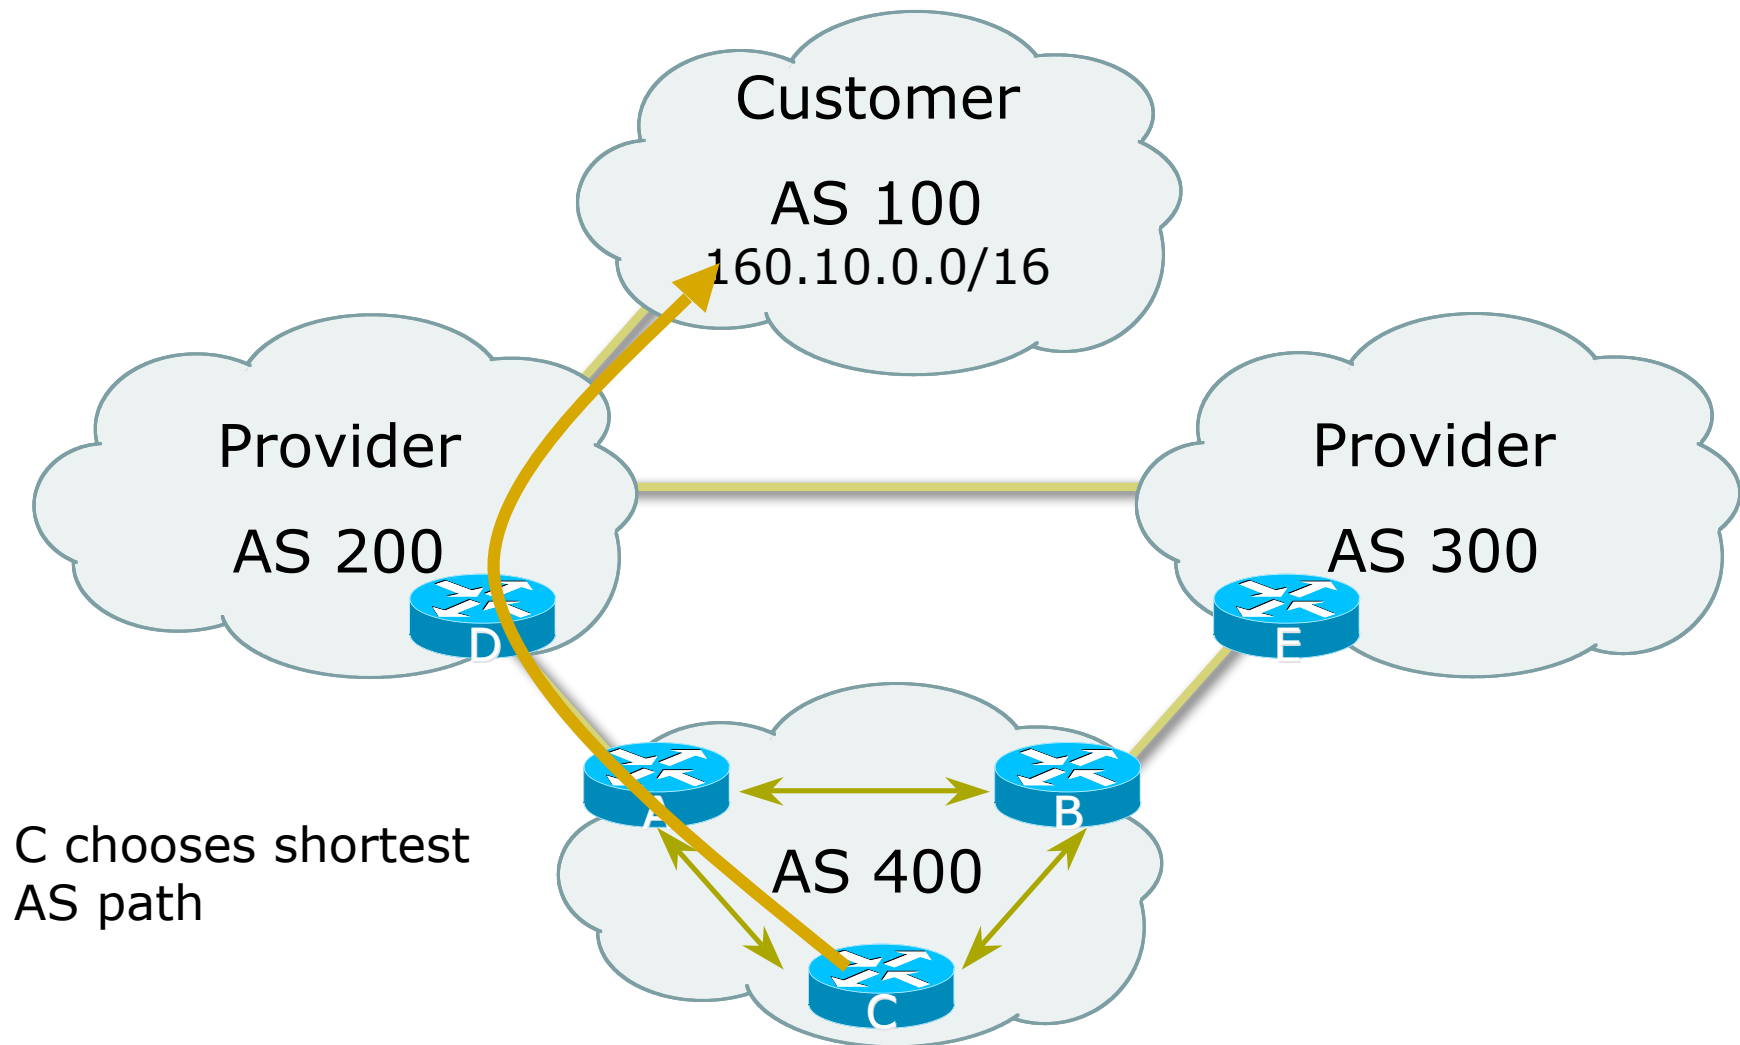 Customer
AS 100
160.10.0.0/16
Provider
AS 200
Provider
AS 300
D
E
A
B
AS 400
C
C chooses shortest
AS path